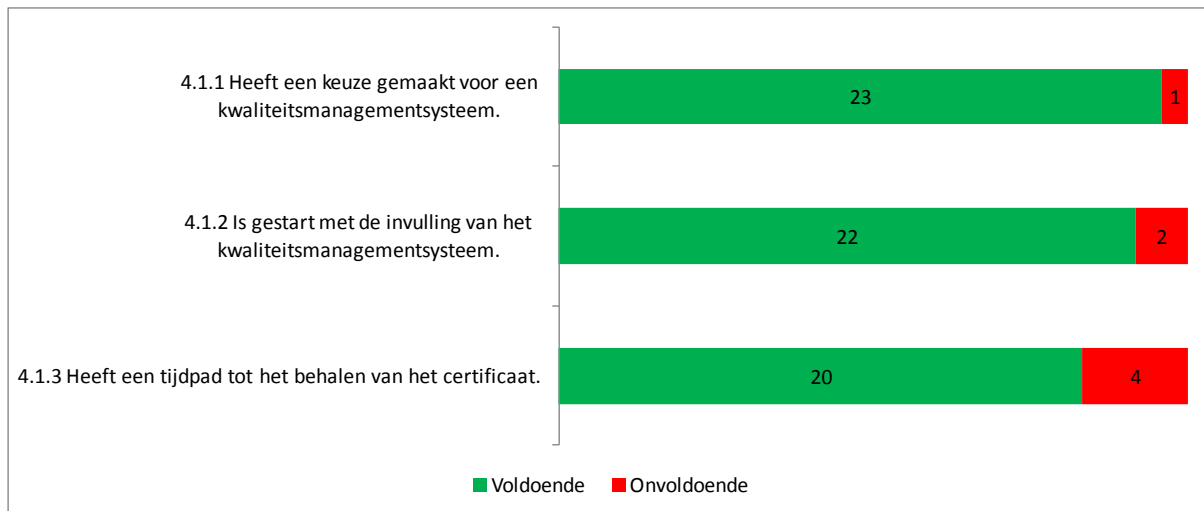 4.1.1 Heeft een keuze gemaakt voor een
kwaliteitsmanagementsysteem.
23
1
4.1.2 Is gestart met de invulling van het
kwaliteitsmanagementsysteem.
22
2
4.1.3 Heeft een tijdpad tot het behalen van het certificaat.
20
4
Voldoende
Onvoldoende